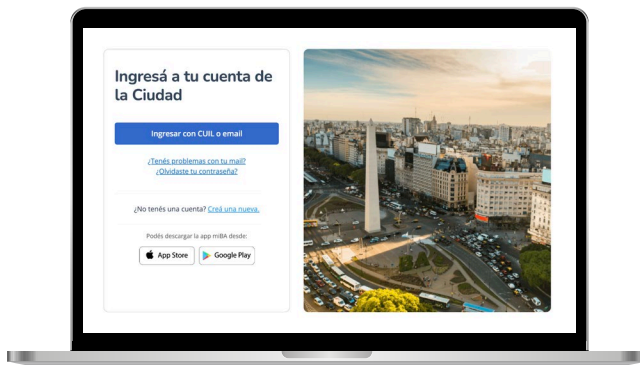 Ingresá a tu cuenta de
la Ciudad
Ingresar con CUIL o email
¿Tenés problemas con tu mail?
¿Olvidaste tu contraseña?
¿No tenés una cuenta? Creá una nueva.
Podés descargar la app miBA desde:
App Store
Google Play